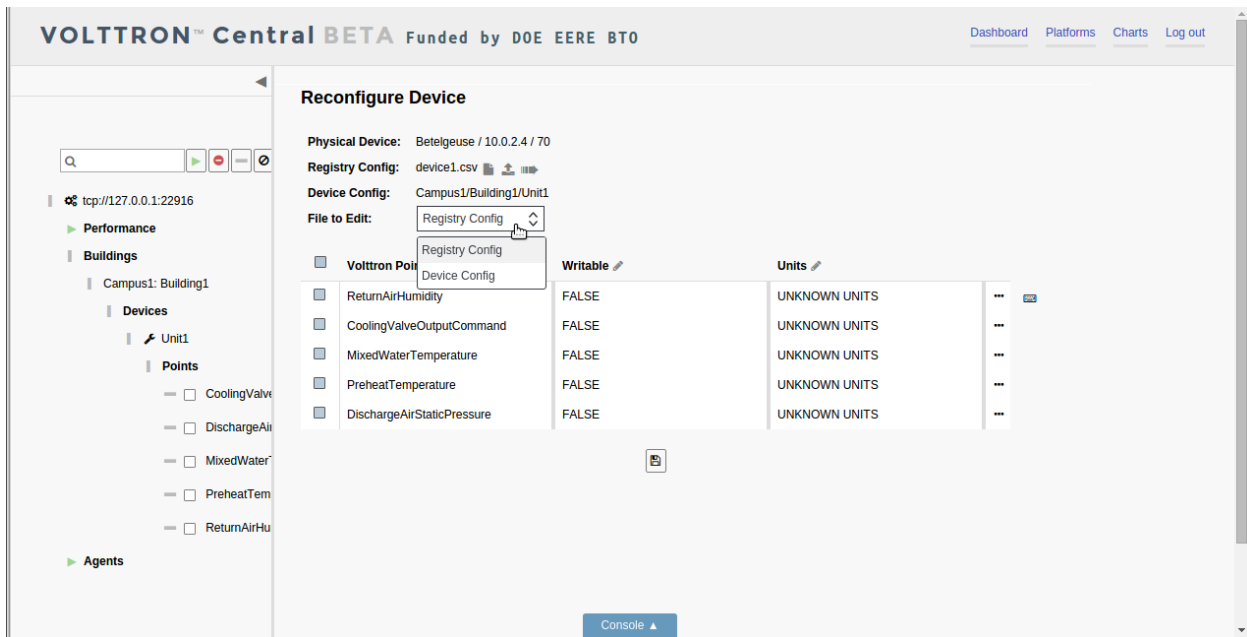 VOLTTRON™ Central BETA Funded by DOE EERE BTO
Dashboard Platforms Charts Log out
Reconfigure Device
Physical Device: Betelgeuse / 10.0.2.4 / 70
Registry Config: device1.csv
Device Config: Campus1/Building1/Unit1
File to Edit: Registry Config
Registry Config
Device Config
tcp://127.0.0.1:22916
Performance
Buildings
Campus1: Building1
Devices
Unit1
Points
CoolingValve
DischargeAir
MixedWaterT
PreheatTem
ReturnAirHu
Agents
Volttron Poi Writable Units
ReturnAirHumidity FALSE UNKNOWN UNITS
CoolingValveOutputCommand FALSE UNKNOWN UNITS
MixedWaterTemperature FALSE UNKNOWN UNITS
PreheatTemperature FALSE UNKNOWN UNITS
DischargeAirStaticPressure FALSE UNKNOWN UNITS
Console ▲